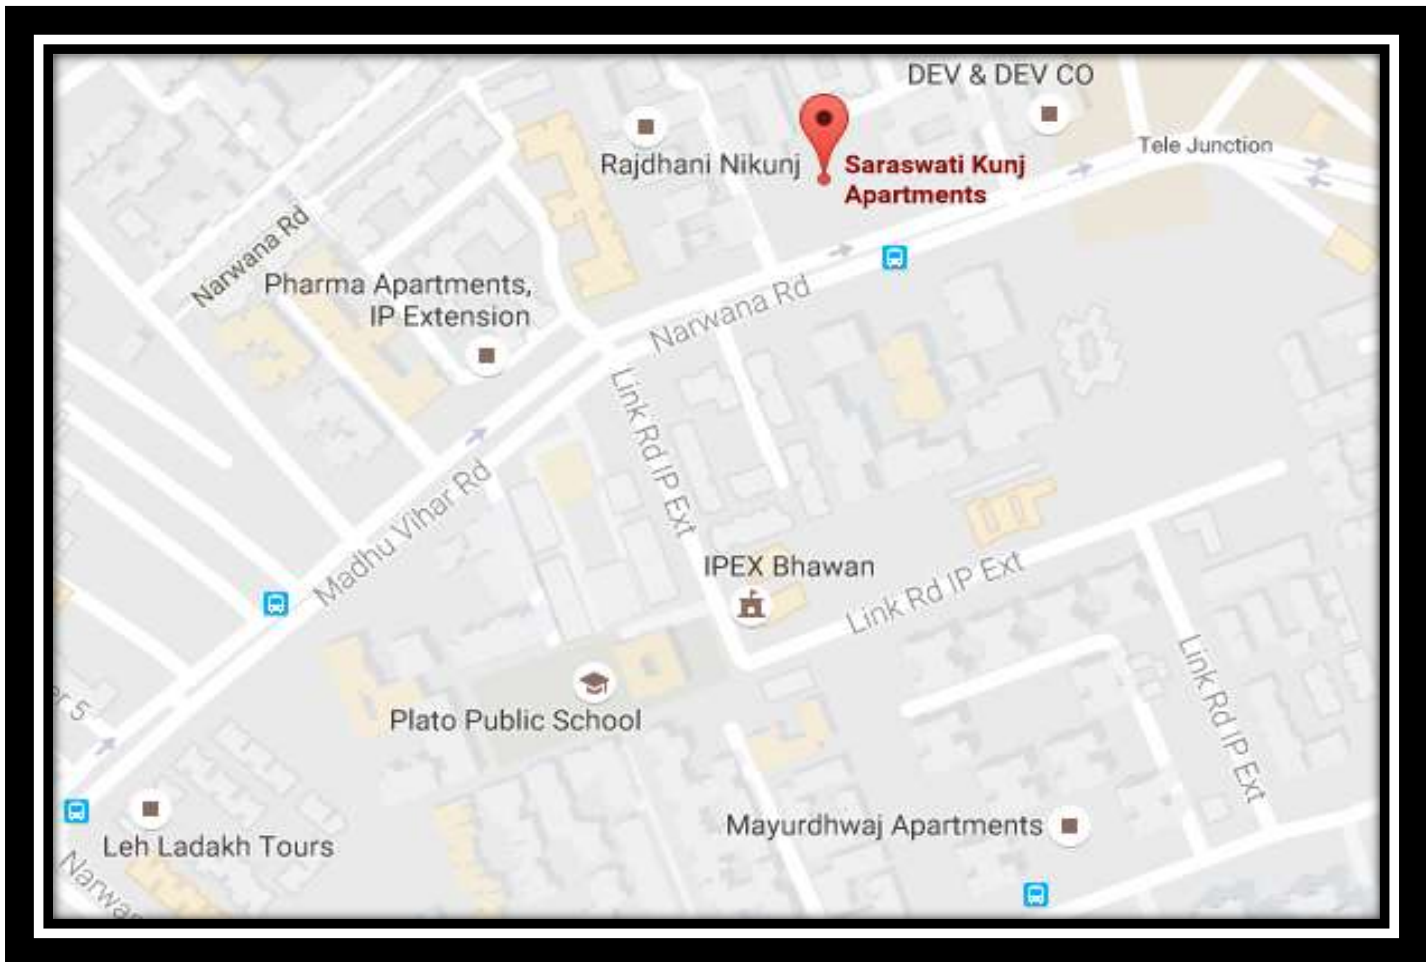 DEV & DEV CO
Tele Junction
Rajdhani Nikunj
Saraswati Kunj
Apartments
Narwana Rd
Pharma Apartments,
IP Extension
Narwana Rd
Link Rd IP Ext
Madhu Vihar Rd
IPEX Bhawan
Link Rd IP Ext
Link Rd IP Ext
Plato Public School
Mayurdhwaj Apartments
Leh Ladakh Tours